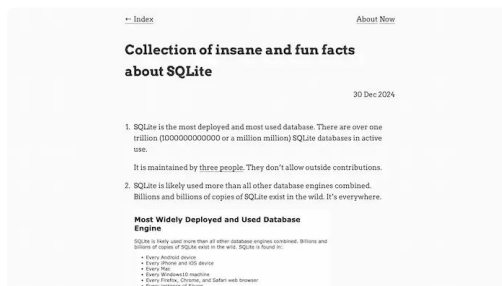 ← Index
About Now
Collection of insane and fun facts
about SQLite
30 Dec 2024
1. SQLite is the most deployed and most used database. There are over one
trillion (1000000000000 or a million million) SQLite databases in active
use.
It is maintained by three people. They don't allow outside contributions.
2. SQLite is likely used more than all other database engines combined.
Billions and billions of copies of SQLite exist in the wild. It's everywhere.
Most Widely Deployed and Used Database
Engine
SQLite is likely used more than all other database engines combined. Billions and
billions of copies of SQLite exist in the wild. SQLite is found in:
• Every Android device
• Every iPhone and iOS device
• Every Mac
• Every Windows10 machine
• Every Firefox, Chrome, and Safari web browser